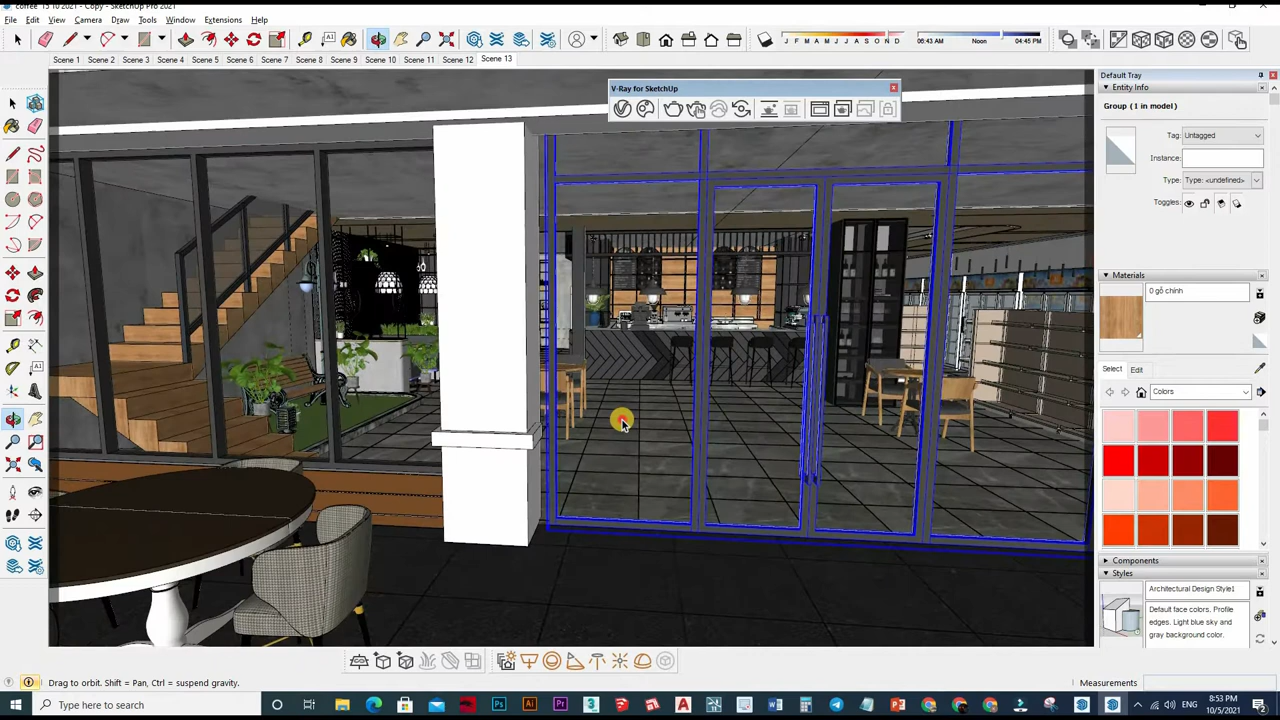 coffee 15 10 2021 - Copy - SketchUp Pro 2021
File Edit View Camera Draw Tools Window Extensions Help
J F M A M J J A S O N D 06:43 AM Noon 04:45 PM
Scene 1 Scene 2 Scene 3 Scene 4 Scene 5 Scene 6 Scene 7 Scene 8 Scene 9 Scene 10 Scene 11 Scene 12 Scene 13
V-Ray for SketchUp
Default Tray
Entity Info
Group (1 in model)
Tag: Untagged
Instance:
Type: Type: <undefined>
Toggles:
Materials
0 gỗ chính
Select Edit
Colors
Components
Styles
Architectural Design Style1
Default face colors. Profile
edges. Light blue sky and
gray background color.
Drag to orbit. Shift = Pan, Ctrl = suspend gravity.
Measurements
Type here to search
8:53 PM
10/5/2021